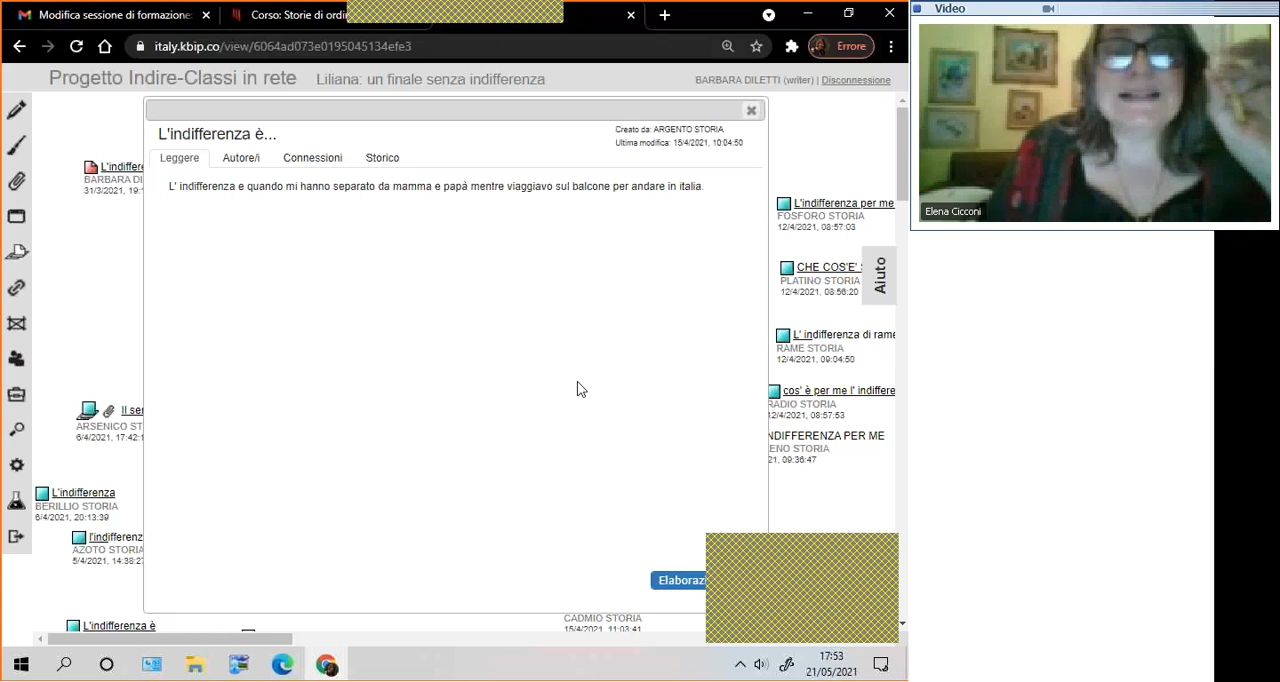 Modifica sessione di formazione:
Corso: Storie di ordin
italy.kbip.co/view/6064ad073e0195045134efe3
Errore
Progetto Indire-Classi in rete
Liliana: un finale senza indifferenza
BARBARA DILETTI (writer) | Disconnessione
L'indifferenza è...
Creato da: ARGENTO STORIA
Ultima modifica: 15/4/2021, 10:04:50
Leggere
Autore/i
Connessioni
Storico
L' indifferenza e quando mi hanno separato da mamma e papà mentre viaggiavo sul balcone per andare in italia.
L'indiffere
BARBARA DI
31/3/2021, 19:
Il se
ARSENICO ST
6/4/2021, 17:42:1
L'indifferenza
BERILLIO STORIA
6/4/2021, 20:13:39
l'indifferenz
AZOTO STORIA
5/4/2021, 14:38:2
L'indifferenza è
L'indifferenza per me
FOSFORO STORIA
12/4/2021, 08:57:03
CHE COS'E'
PLATINO STORIA
12/4/2021, 08:56:20
Aiuto
L' indifferenza di rame
RAME STORIA
12/4/2021, 09:04:50
cos' è per me l' indiffere
RADIO STORIA
12/4/2021, 08:57:53
NDIFFERENZA PER ME
ENO STORIA
21, 09:36:47
Elaboraz
CADMIO STORIA
15/4/2021, 11:03:41
17:53
21/05/2021
Video
Elena Cicconi